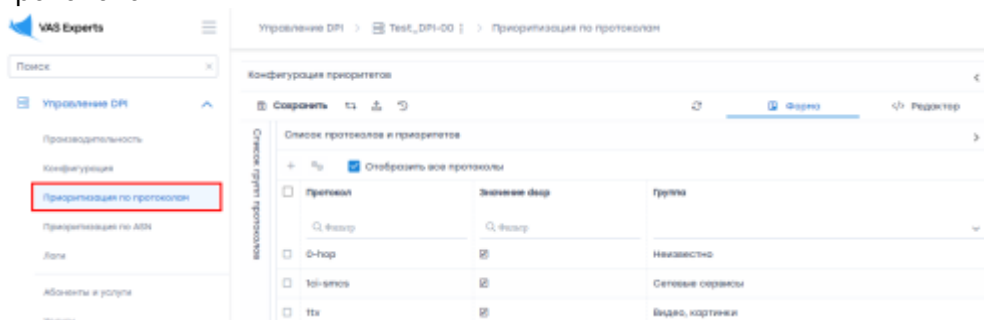 VAS Experts
Управление DPI > Test_DPI-00 [ > Приоритизация по протоколам
Поиск
Конфигурация приоритетов
Управление DPI
Сохранить
Форма
Редактор
Список групп протоколов
Список протоколов и приоритетов
Производительность
Отобразить все протоколы
Конфигурация
Протокол Значение dscp Группа
Приоритизация по протоколам
Приоритизация по ASN
Фильтр Фильтр
Логи
0-hop Неизвестно
1ci-smcs Сетевые сервисы
Абоненты и услуги
ttx Видео, картинки